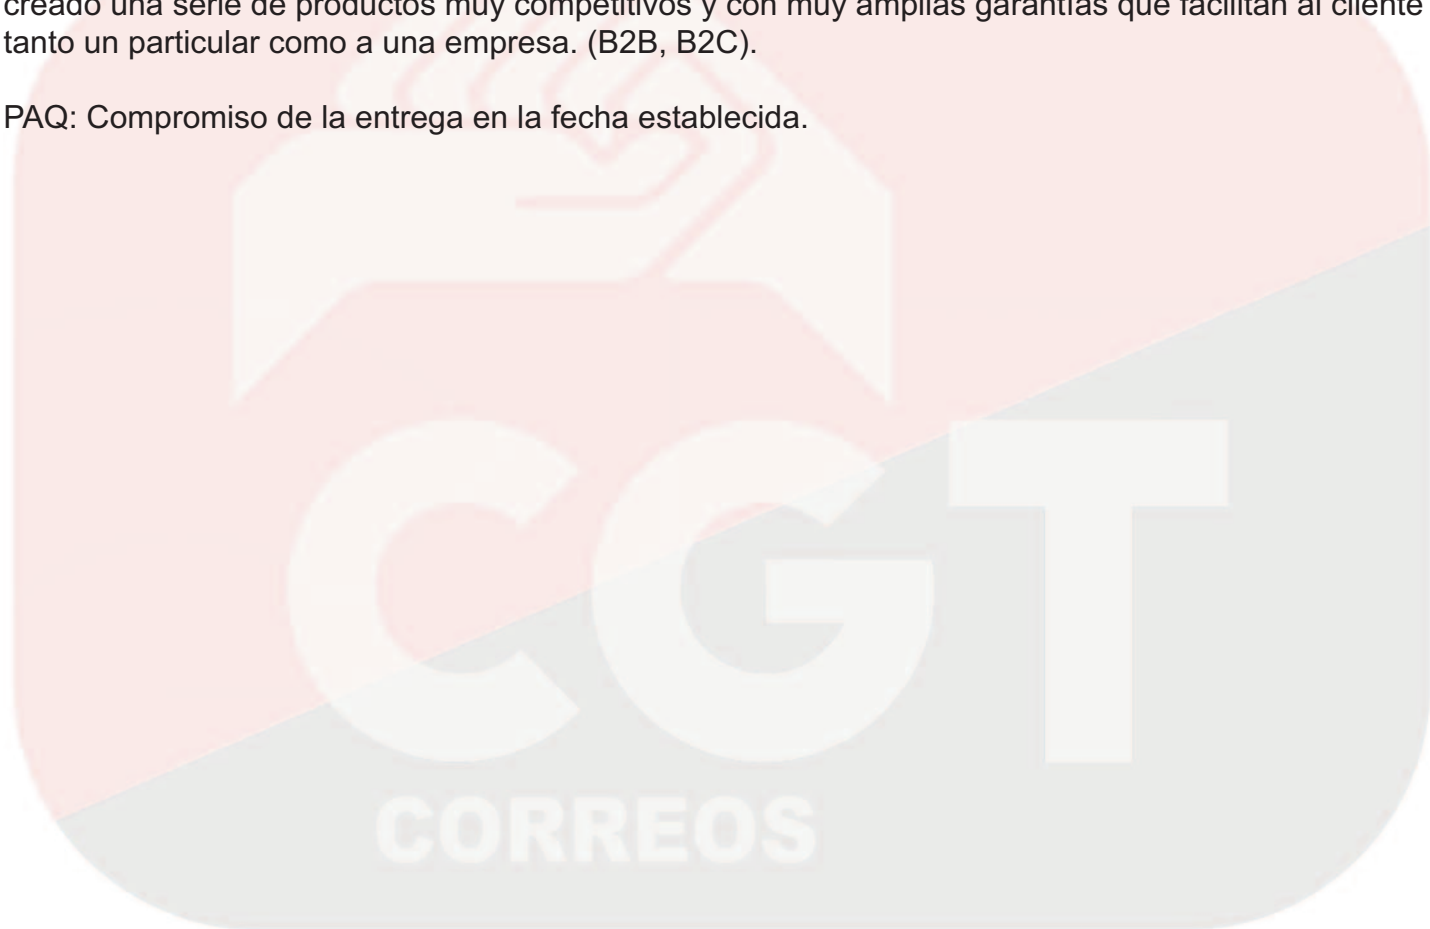 creado una serie de productos muy competitivos y con muy amplias garantías que facilitan al cliente
tanto un particular como a una empresa. (B2B, B2C).
PAQ: Compromiso de la entrega en la fecha establecida.
CGT
CORREOS